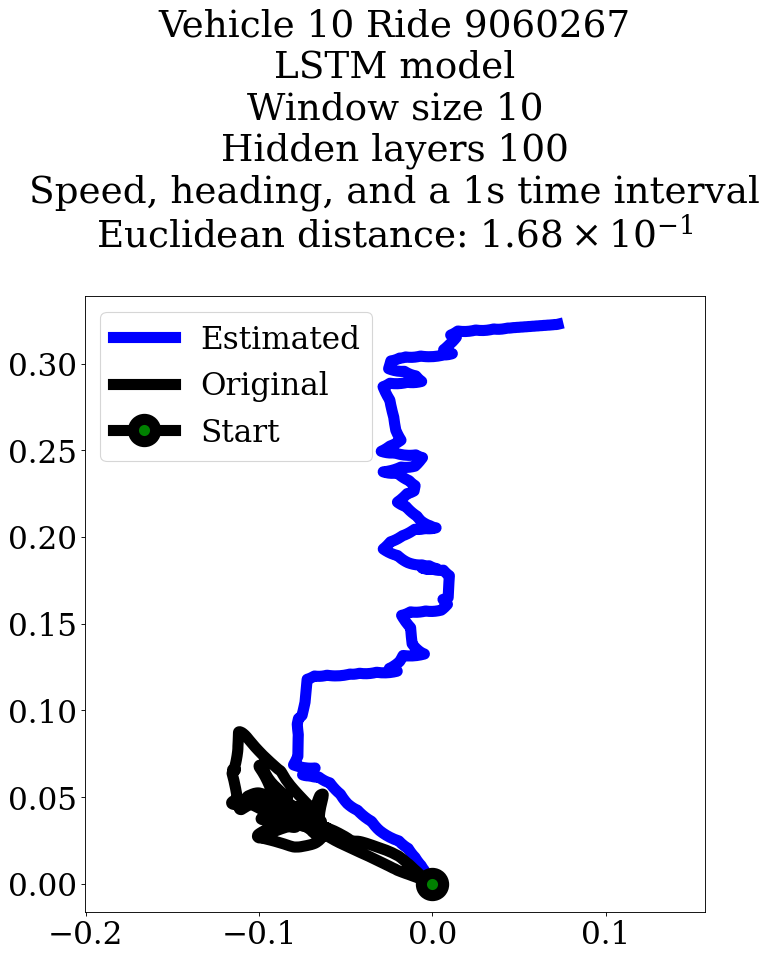 Vehicle 10 Ride 9060267
LSTM model
Window size 10
Hidden layers 100
Speed, heading, and a 1s time interval
Euclidean distance: 1.68 × 10⁻¹
Estimated
Original
Start
0.30
0.25
0.20
0.15
0.10
0.05
0.00
−0.2
−0.1
0.0
0.1